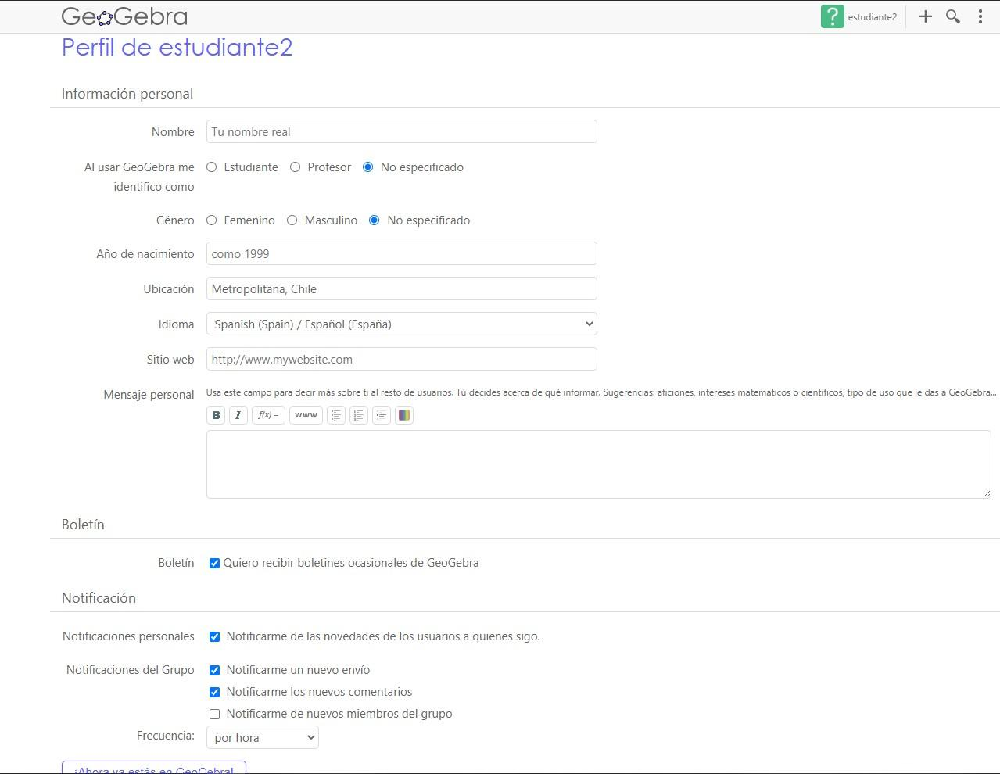 GeoGebra
? estudiante2
Perfil de estudiante2
Información personal
Nombre Tu nombre real
Al usar GeoGebra me identifico como Estudiante Profesor No especificado
Género Femenino Masculino No especificado
Año de nacimiento como 1999
Ubicación Metropolitana, Chile
Idioma Spanish (Spain) / Español (España)
Sitio web http://www.mywebsite.com
Mensaje personal Usa este campo para decir más sobre ti al resto de usuarios. Tú decides acerca de qué informar. Sugerencias: aficiones, intereses matemáticos o científicos, tipo de uso que le das a GeoGebra...
B I f(x) = www
Boletín
Boletín Quiero recibir boletines ocasionales de GeoGebra
Notificación
Notificaciones personales Notificarme de las novedades de los usuarios a quienes sigo.
Notificaciones del Grupo Notificarme un nuevo envío
Notificarme los nuevos comentarios
Notificarme de nuevos miembros del grupo
Frecuencia: por hora
¡Ahora ya estás en GeoGebra!